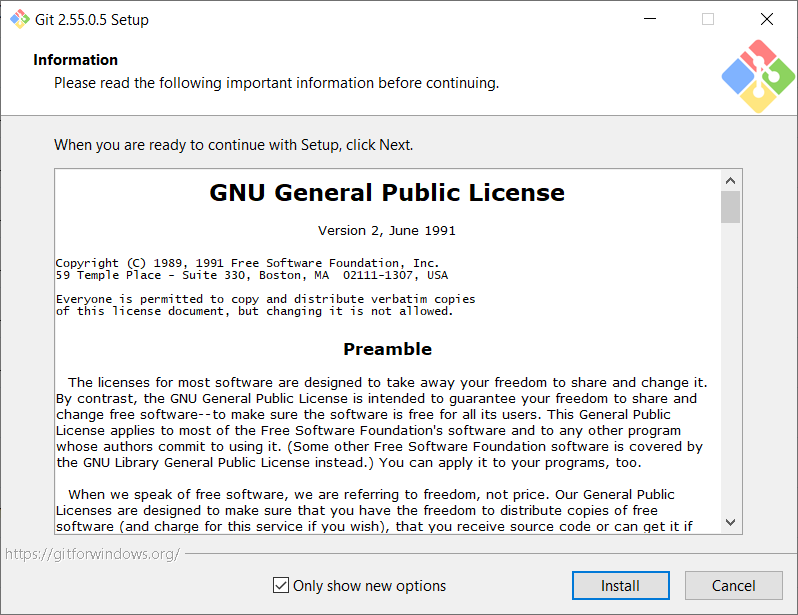 Git 2.55.0.5 Setup
Information
Please read the following important information before continuing.
When you are ready to continue with Setup, click Next.
GNU General Public License
Version 2, June 1991
Copyright (C) 1989, 1991 Free Software Foundation, Inc.
59 Temple Place - Suite 330, Boston, MA  02111-1307, USA
Everyone is permitted to copy and distribute verbatim copies
of this license document, but changing it is not allowed.
Preamble
The licenses for most software are designed to take away your freedom to share and change it.
By contrast, the GNU General Public License is intended to guarantee your freedom to share and
change free software--to make sure the software is free for all its users. This General Public
License applies to most of the Free Software Foundation's software and to any other program
whose authors commit to using it. (Some other Free Software Foundation software is covered by
the GNU Library General Public License instead.) You can apply it to your programs, too.
When we speak of free software, we are referring to freedom, not price. Our General Public
Licenses are designed to make sure that you have the freedom to distribute copies of free
software (and charge for this service if you wish), that you receive source code or can get it if
https://gitforwindows.org/
Only show new options
Install
Cancel